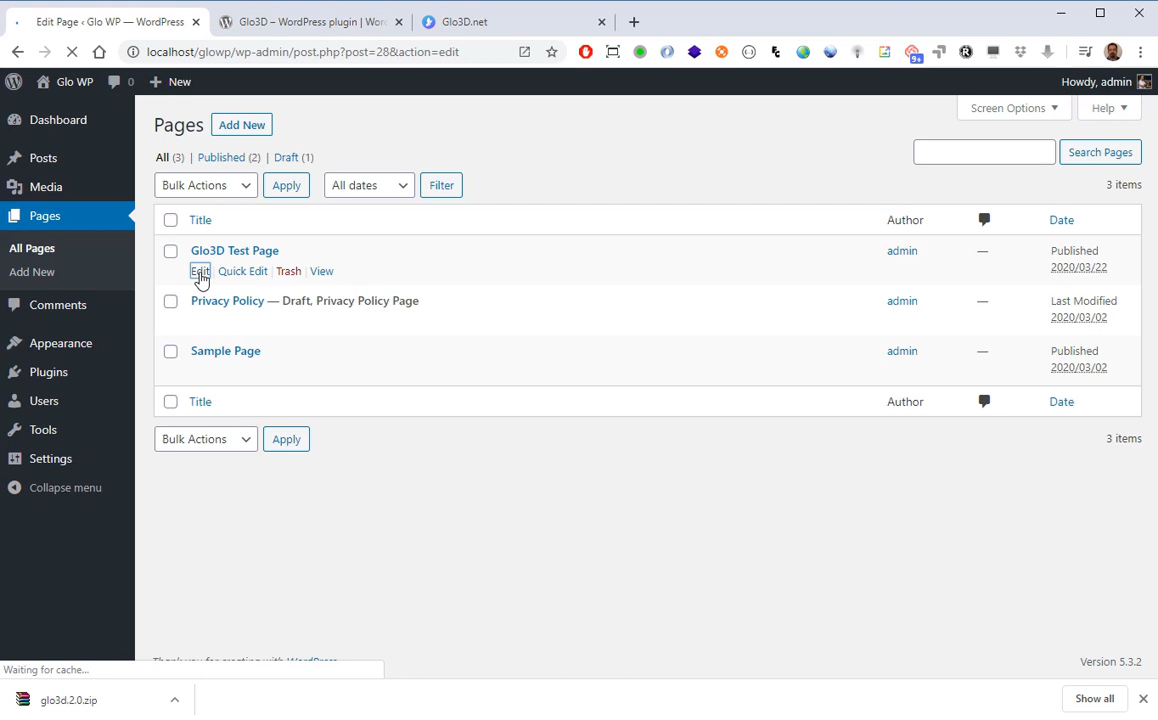 Edit Page ‹ Glo WP — WordPress
Glo3D – WordPress plugin | Wor
Glo3D.net
localhost/glowp/wp-admin/post.php?post=28&action=edit
9+
Glo WP
0
New
Howdy, admin
Dashboard
Posts
Media
Pages
All Pages
Add New
Comments
Appearance
Plugins
Users
Tools
Settings
Collapse menu
Screen Options
Help
Pages
Add New
All (3) | Published (2) | Draft (1)
Search Pages
Bulk Actions
Apply
All dates
Filter
3 items
Title
Author
Date
Glo3D Test Page
admin
—
Published
2020/03/22
Edit | Quick Edit | Trash | View
Privacy Policy — Draft, Privacy Policy Page
admin
—
Last Modified
2020/03/02
Sample Page
admin
—
Published
2020/03/02
Title
Author
Date
Bulk Actions
Apply
3 items
Thank you for creating with WordPress
Version 5.3.2
Waiting for cache...
glo3d.2.0.zip
Show all